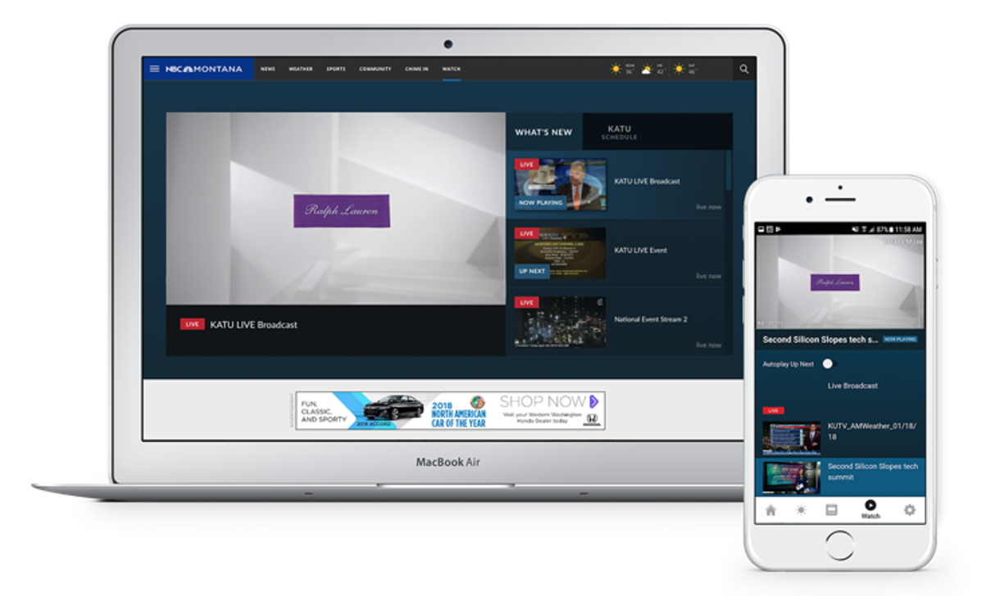 NBC MONTANA
NEWS
WEATHER
SPORTS
COMMUNITY
CHIME IN
WATCH
NOW
36°
FRI
42°
SAT
46°
WHAT'S NEW
KATU
SCHEDULE
Ralph Lauren
LIVE
NOW PLAYING
KATU LIVE Broadcast
live now
LIVE
UP NEXT
KATU LIVE Event
live now
LIVE
National Event Stream 2
live now
LIVE KATU LIVE Broadcast
ADVERTISEMENT
FUN,
CLASSIC,
AND SPORTY
2018 ACCORD
2018
NORTH AMERICAN
CAR OF THE YEAR
SHOP NOW
Visit your Western Washington
Honda Dealer today
HONDA
MacBook Air
87% 11:58 AM
Learn More
Ralph Lauren
Second Silicon Slopes tech s... NOW PLAYING
Autoplay Up Next
Live Broadcast
LIVE
KUTV_AMWeather_01/18/
18
Second Silicon Slopes tech
summit
Watch